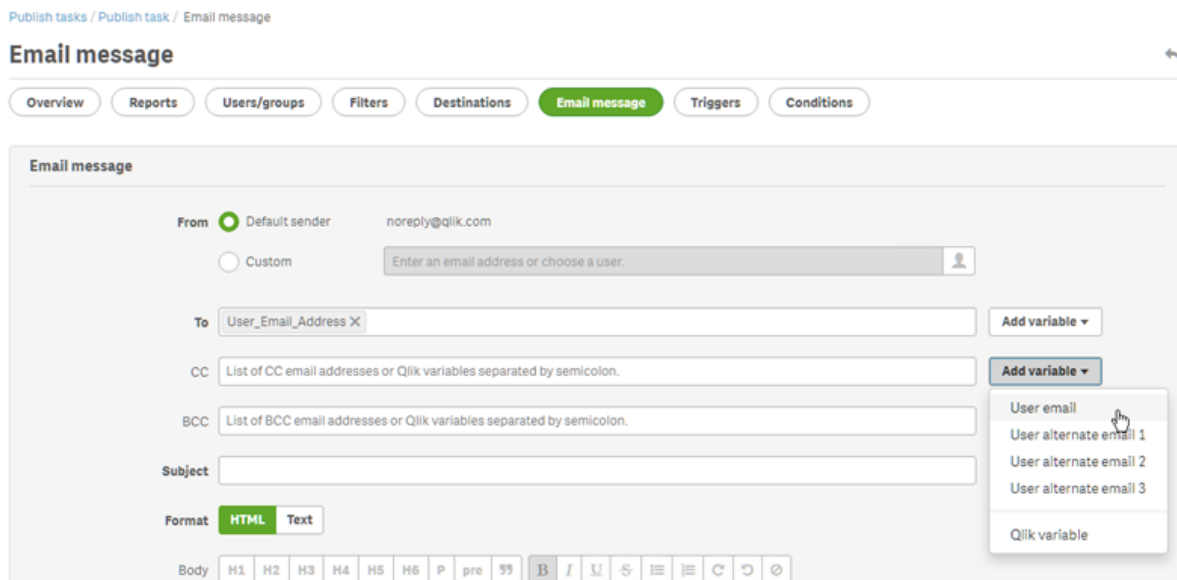 Publish tasks / Publish task / Email message
Email message
Overview Reports Users/groups Filters Destinations Email message Triggers Conditions
Email message
From Default sender noreply@qlik.com
Custom Enter an email address or choose a user.
To User_Email_Address X Add variable
CC List of CC email addresses or Qlik variables separated by semicolon. Add variable
User email
BCC List of BCC email addresses or Qlik variables separated by semicolon.
User alternate email 1
User alternate email 2
Subject
User alternate email 3
Format HTML Text
Qlik variable
Body H1 H2 H3 H4 H5 H6 P pre ” B I U S